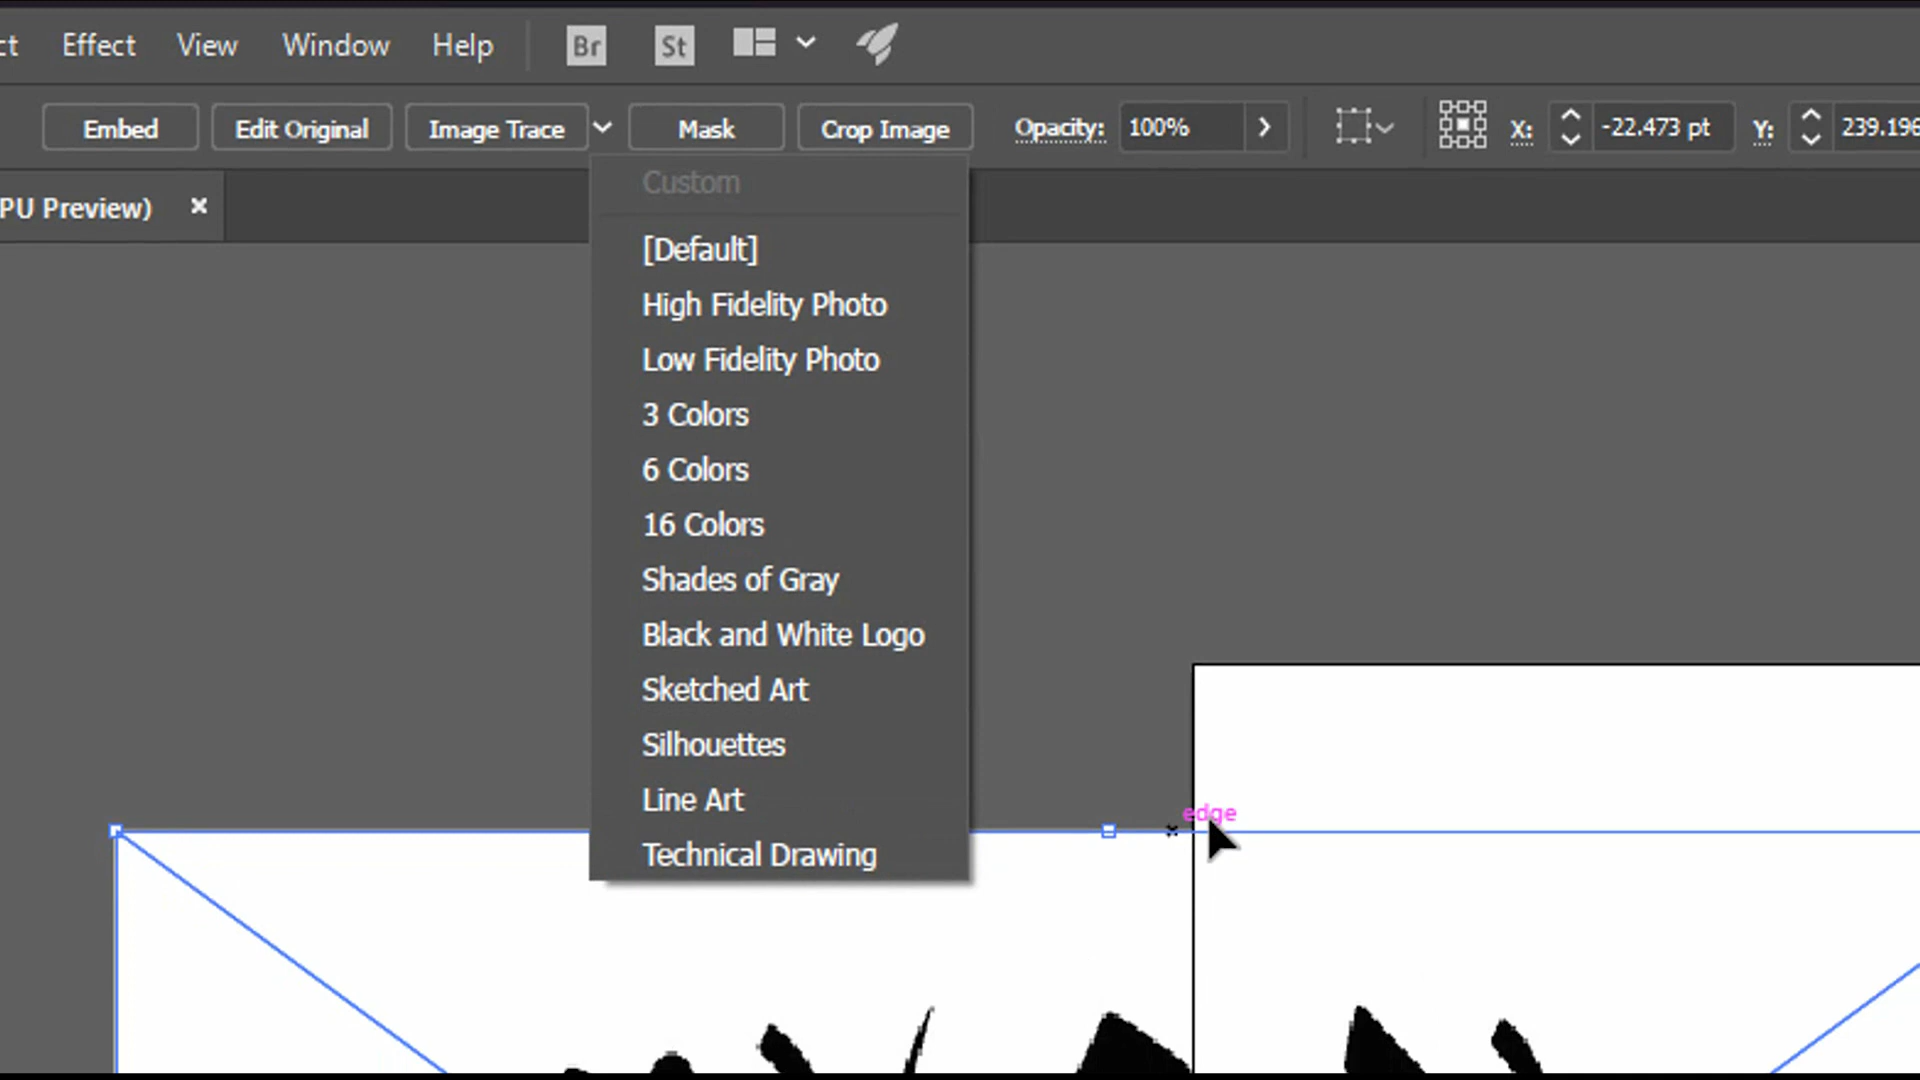 ct Effect View Window Help Br St
Embed Edit Original Image Trace Mask Crop Image Opacity: 100% X: -22.473 pt Y: 239.196
PU Preview) ×
Custom
[Default]
High Fidelity Photo
Low Fidelity Photo
3 Colors
6 Colors
16 Colors
Shades of Gray
Black and White Logo
Sketched Art
Silhouettes
Line Art
Technical Drawing
edge